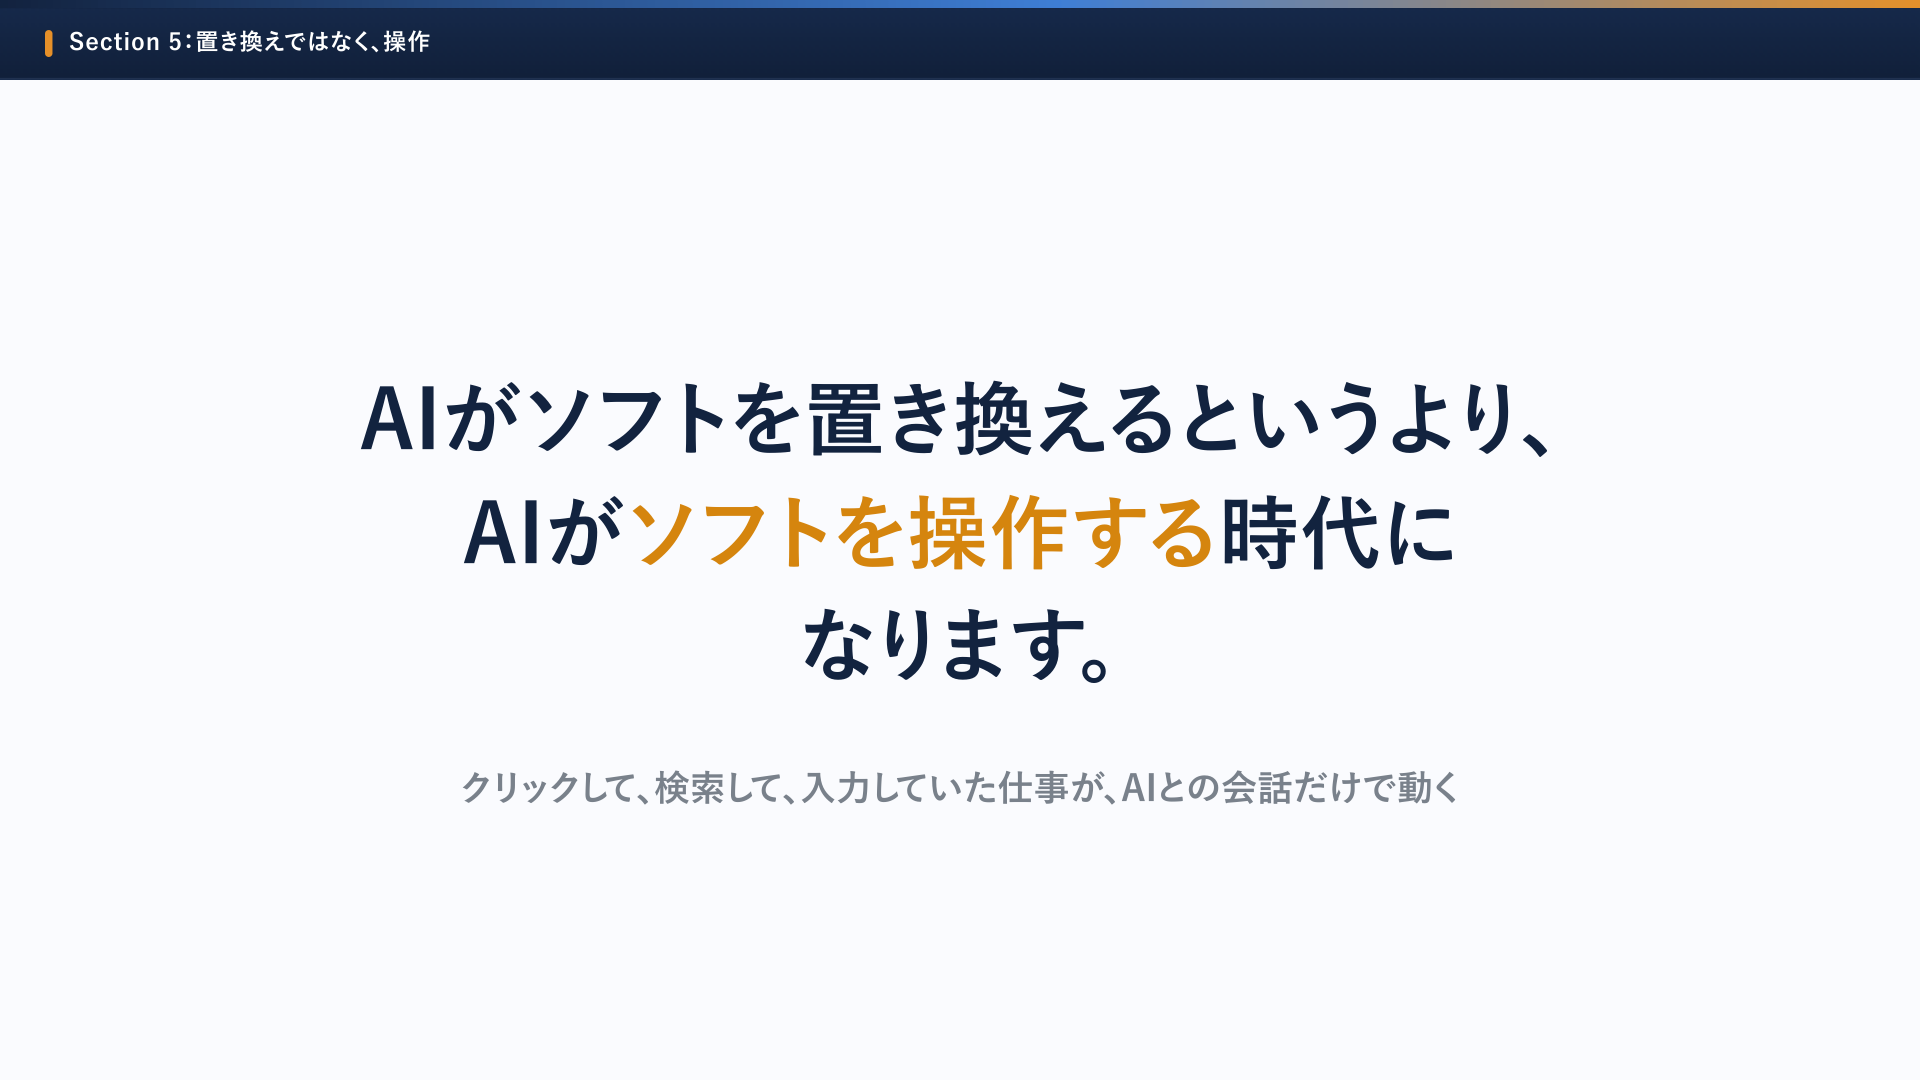 Section 5：置き換えではなく、操作
AIがソフトを置き換えるというより、
AIがソフトを操作する時代に
なります。
クリックして、検索して、入力していた仕事が、AIとの会話だけで動く